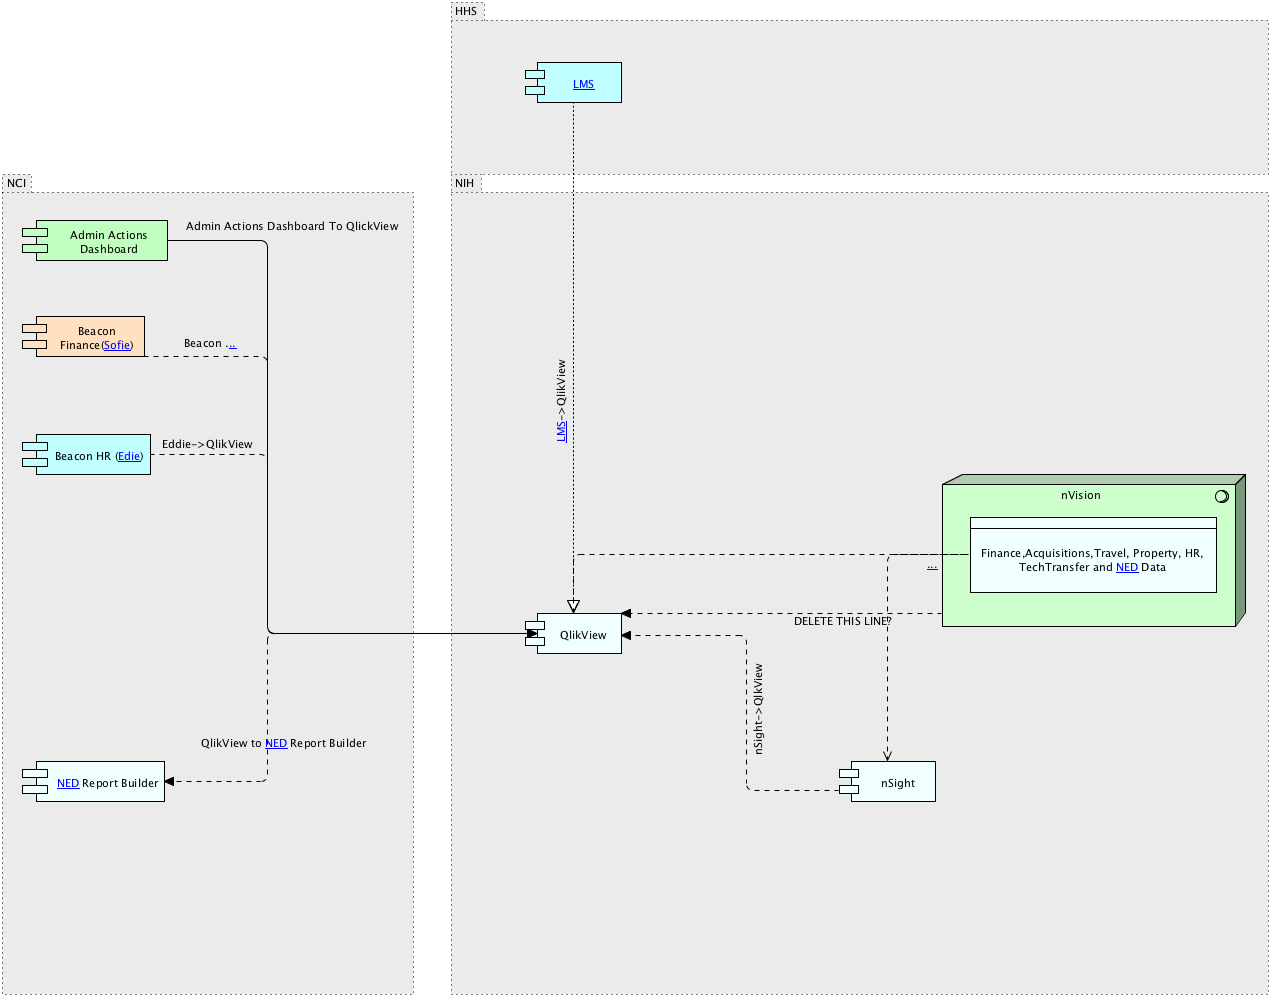 HHS
LMS
NCI
NIH
Admin Actions Dashboard To QlickView
Admin Actions
Dashboard
Beacon
Finance(Sofie)
Beacon ...
LMS->QlikView
Eddie->QlikView
Beacon HR (Edie)
nVision
Finance,Acquisitions,Travel, Property, HR,
TechTransfer and NED Data
...
DELETE THIS LINE?
QlikView
nSight->QlkView
QlikView to NED Report Builder
NED Report Builder
nSight